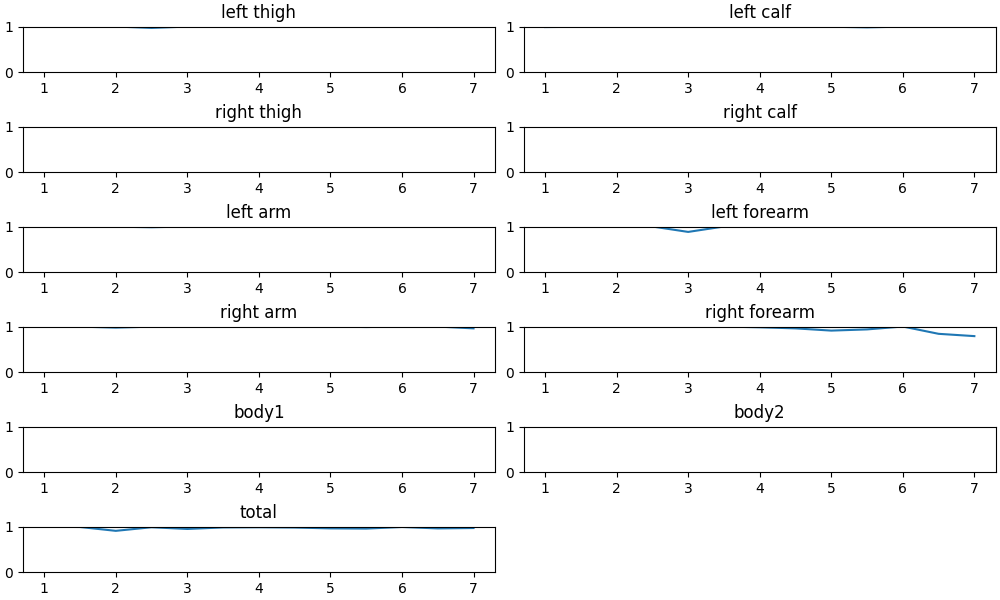 left thigh
left calf
1
0
1 2 3 4 5 6 7
1
0
1 2 3 4 5 6 7
right thigh
right calf
1
0
1 2 3 4 5 6 7
1
0
1 2 3 4 5 6 7
left arm
left forearm
1
0
1 2 3 4 5 6 7
1
0
1 2 3 4 5 6 7
right arm
right forearm
1
0
1 2 3 4 5 6 7
1
0
1 2 3 4 5 6 7
body1
body2
1
0
1 2 3 4 5 6 7
1
0
1 2 3 4 5 6 7
total
1
0
1 2 3 4 5 6 7